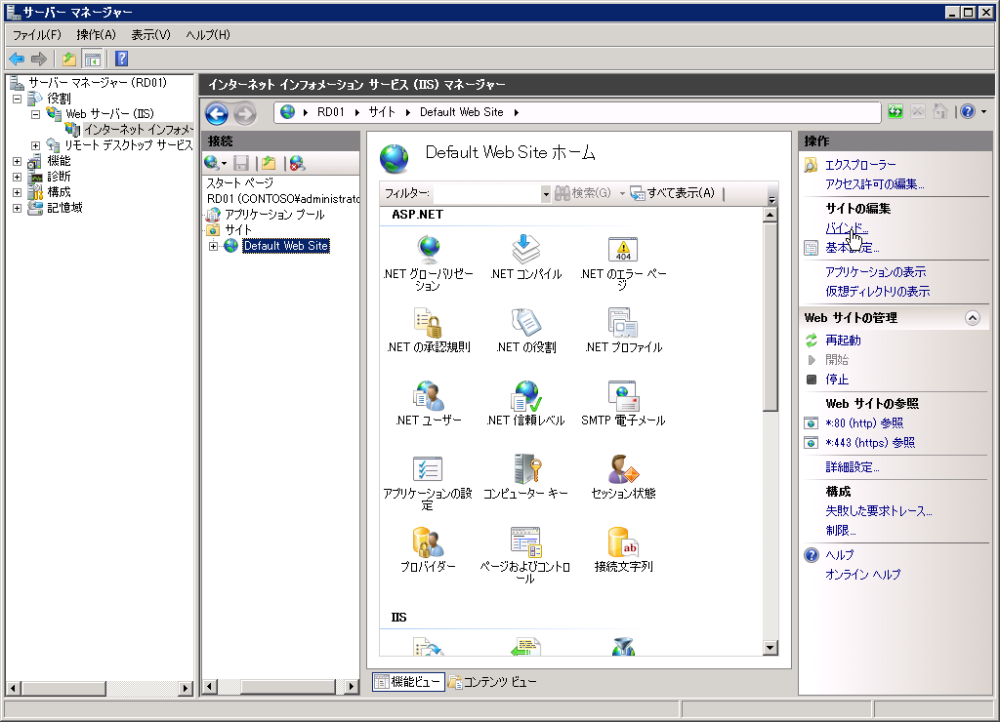 サーバー マネージャー
ファイル(F) 操作(A) 表示(V) ヘルプ(H)
サーバー マネージャー (RD01)
役割
Web サーバー (IIS)
インターネット インフォメ
リモート デスクトップ サービス
機能
診断
構成
記憶域
インターネット インフォメーション サービス (IIS) マネージャー
RD01 サイト Default Web Site
接続
スタート ページ
RD01 (CONTOSO¥administrato
アプリケーション プール
サイト
Default Web Site
Default Web Site ホーム
フィルター: 検索(G) すべて表示(A)
ASP.NET
.NET グローバリゼー
ション
.NET コンパイル
.NET のエラー ペー
ジ
404
.NET の承認規則
.NET の役割
.NET プロファイル
.NET ユーザー
.NET 信頼レベル
SMTP 電子メール
アプリケーションの設
定
コンピューター キー
セッション状態
プロバイダー
ページおよびコントロ
ール
ab
接続文字列
IIS
機能ビュー コンテンツ ビュー
操作
エクスプローラー
アクセス許可の編集...
サイトの編集
バインド...
基本 定...
アプリケーションの表示
仮想ディレクトリの表示
Web サイトの管理
再起動
開始
停止
Web サイトの参照
*:80 (http) 参照
*:443 (https) 参照
詳細設定...
構成
失敗した要求トレース...
制限...
ヘルプ
オンライン ヘルプ